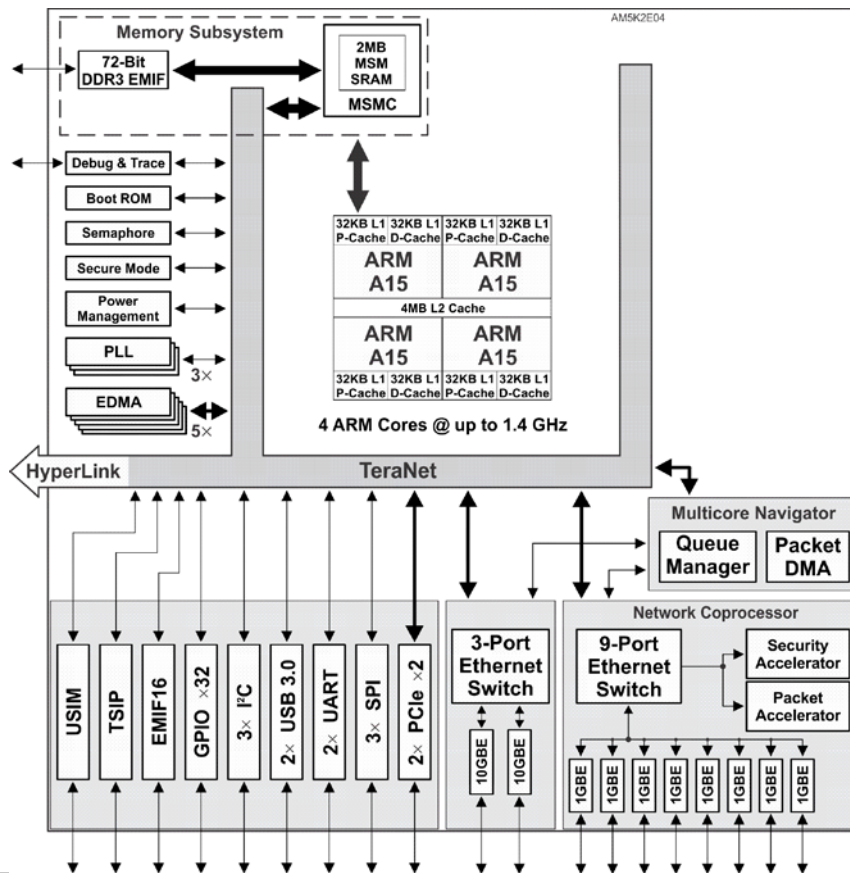 AM5K2E04
Memory Subsystem
72-Bit
DDR3 EMIF
2MB
MSM
SRAM
MSMC
Debug & Trace
Boot ROM
Semaphore
Secure Mode
Power
Management
PLL
3×
EDMA
5×
32KB L1 32KB L1 32KB L1 32KB L1
P-Cache D-Cache P-Cache D-Cache
ARM ARM
A15 A15
4MB L2 Cache
ARM ARM
A15 A15
32KB L1 32KB L1 32KB L1 32KB L1
P-Cache D-Cache P-Cache D-Cache
4 ARM Cores @ up to 1.4 GHz
HyperLink
TeraNet
Multicore Navigator
Queue
Manager
Packet
DMA
USIM
TSIP
EMIF16
GPIO ×32
3× I²C
2× USB 3.0
2× UART
3× SPI
2× PCIe ×2
3-Port
Ethernet
Switch
10GBE
10GBE
Network Coprocessor
9-Port
Ethernet
Switch
Security
Accelerator
Packet
Accelerator
1GBE
1GBE
1GBE
1GBE
1GBE
1GBE
1GBE
1GBE